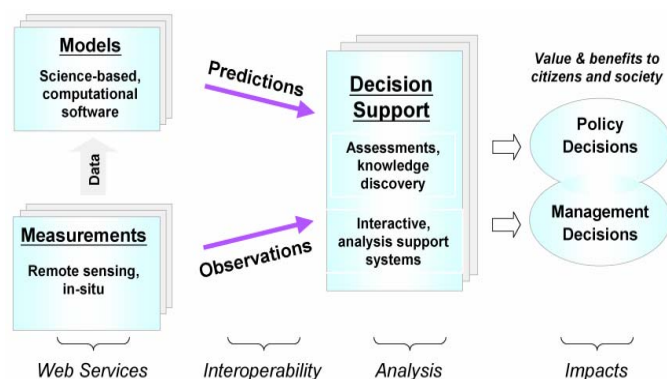 Models
Science-based,
computational
software
Data
Measurements
Remote sensing,
in-situ
Predictions
Observations
Decision
Support
Assessments,
knowledge
discovery
Interactive,
analysis support
systems
Value & benefits to
citizens and society
Policy
Decisions
Management
Decisions
Web Services
Interoperability
Analysis
Impacts